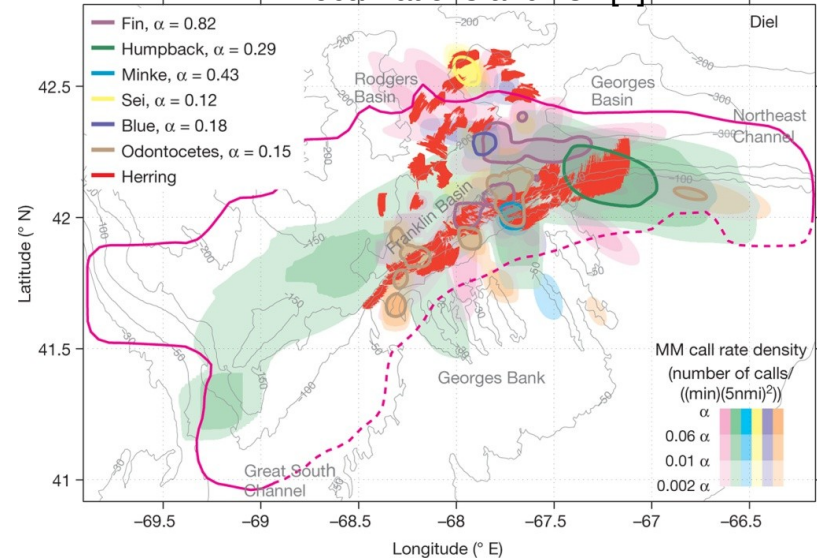 Diel
Fin, α = 0.82
Humpback, α = 0.29
Minke, α = 0.43
Sei, α = 0.12
Blue, α = 0.18
Odontocetes, α = 0.15
Herring
Rodgers
Basin
Georges
Basin
Northeast
Channel
Franklin Basin
Georges Bank
Great South
Channel
−200
−200
−200
−300
−300
−200
−100
−150
−150
−150
−100
−100
−50
−50
−50
−30
−30
MM call rate density
(number of calls/
((min)(5nmi)²))
α
0.06 α
0.01 α
0.002 α
42.5
42
41.5
41
Latitude (° N)
−69.5
−69
−68.5
−68
−67.5
−67
−66.5
Longitude (° E)